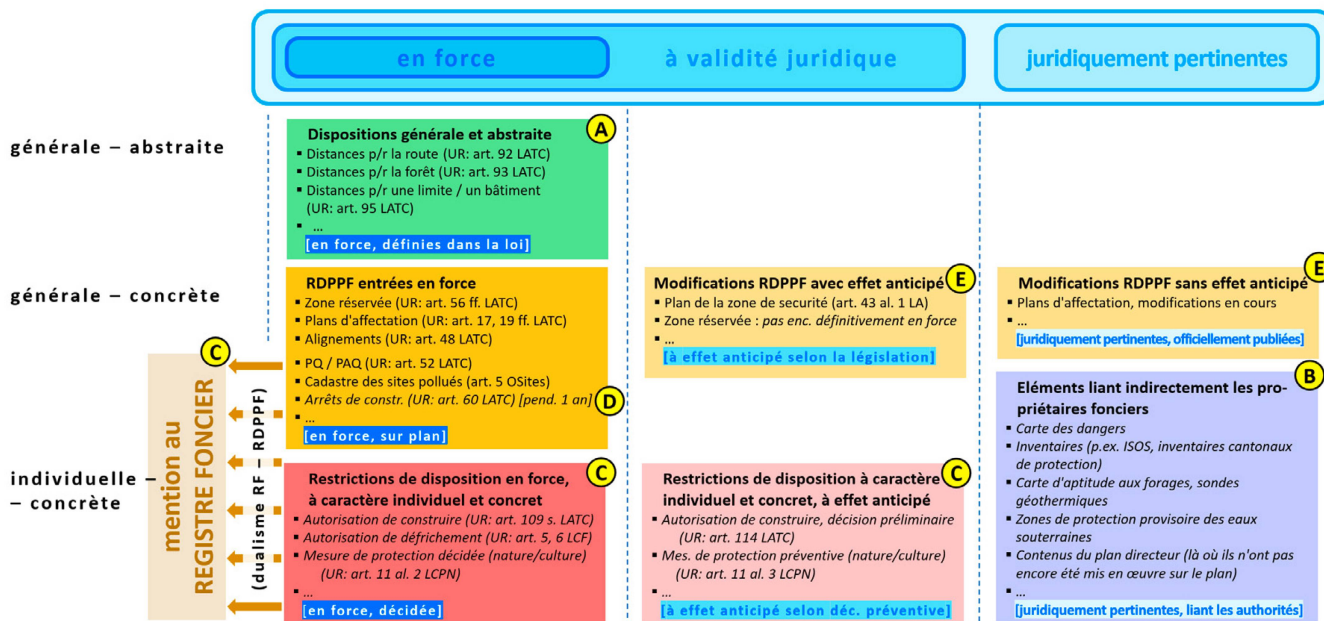 en force
à validité juridique
juridiquement pertinentes
générale – abstraite
A
Dispositions générale et abstraite
▪ Distances p/r la route (UR: art. 92 LATC)
▪ Distances p/r la forêt (UR: art. 93 LATC)
▪ Distances p/r une limite / un bâtiment
(UR: art. 95 LATC)
▪ ...
[en force, définies dans la loi]
générale – concrète
RDPPF entrées en force
▪ Zone réservée (UR: art. 56 ff. LATC)
▪ Plans d'affectation (UR: art. 17, 19 ff. LATC)
▪ Alignements (UR: art. 48 LATC)
▪ PQ / PAQ (UR: art. 52 LATC)
▪ Cadastre des sites pollués (art. 5 OSites)
▪ Arrêts de constr. (UR: art. 60 LATC) [pend. 1 an]
D
▪ ...
[en force, sur plan]
E
Modifications RDPPF avec effet anticipé
▪ Plan de la zone de securité (art. 43 al. 1 LA)
▪ Zone réservée : pas enc. définitivement en force
▪ ...
[à effet anticipé selon la législation]
E
Modifications RDPPF sans effet anticipé
▪ Plans d'affectation, modifications en cours
▪ ...
[juridiquement pertinentes, officiellement publiées]
C
mention au
REGISTRE FONCIER
(dualisme RF – RDPPF)
individuelle
– concrète
C
Restrictions de disposition en force,
à caractère individuel et concret
▪ Autorisation de construire (UR: art. 109 s. LATC)
▪ Autorisation de défrichement (UR: art. 5, 6 LCF)
▪ Mesure de protection décidée (nature/culture)
(UR: art. 11 al. 2 LCPN)
▪ ...
[en force, décidée]
C
Restrictions de disposition à caractère
individuel et concret, à effet anticipé
▪ Autorisation de construire, décision préliminaire
(UR: art. 114 LATC)
▪ Mes. de protection préventive (nature/culture)
(UR: art. 11 al. 3 LCPN)
▪ ...
[à effet anticipé selon déc. préventive]
B
Eléments liant indirectement les pro-
priétaires fonciers
▪ Carte des dangers
▪ Inventaires (p.ex. ISOS, inventaires cantonaux
de protection)
▪ Carte d'aptitude aux forages, sondes
géothermiques
▪ Zones de protection provisoire des eaux
souterraines
▪ Contenus du plan directeur (là où ils n'ont pas
encore été mis en œuvre sur le plan)
▪ ...
[juridiquement pertinentes, liant les authorités]